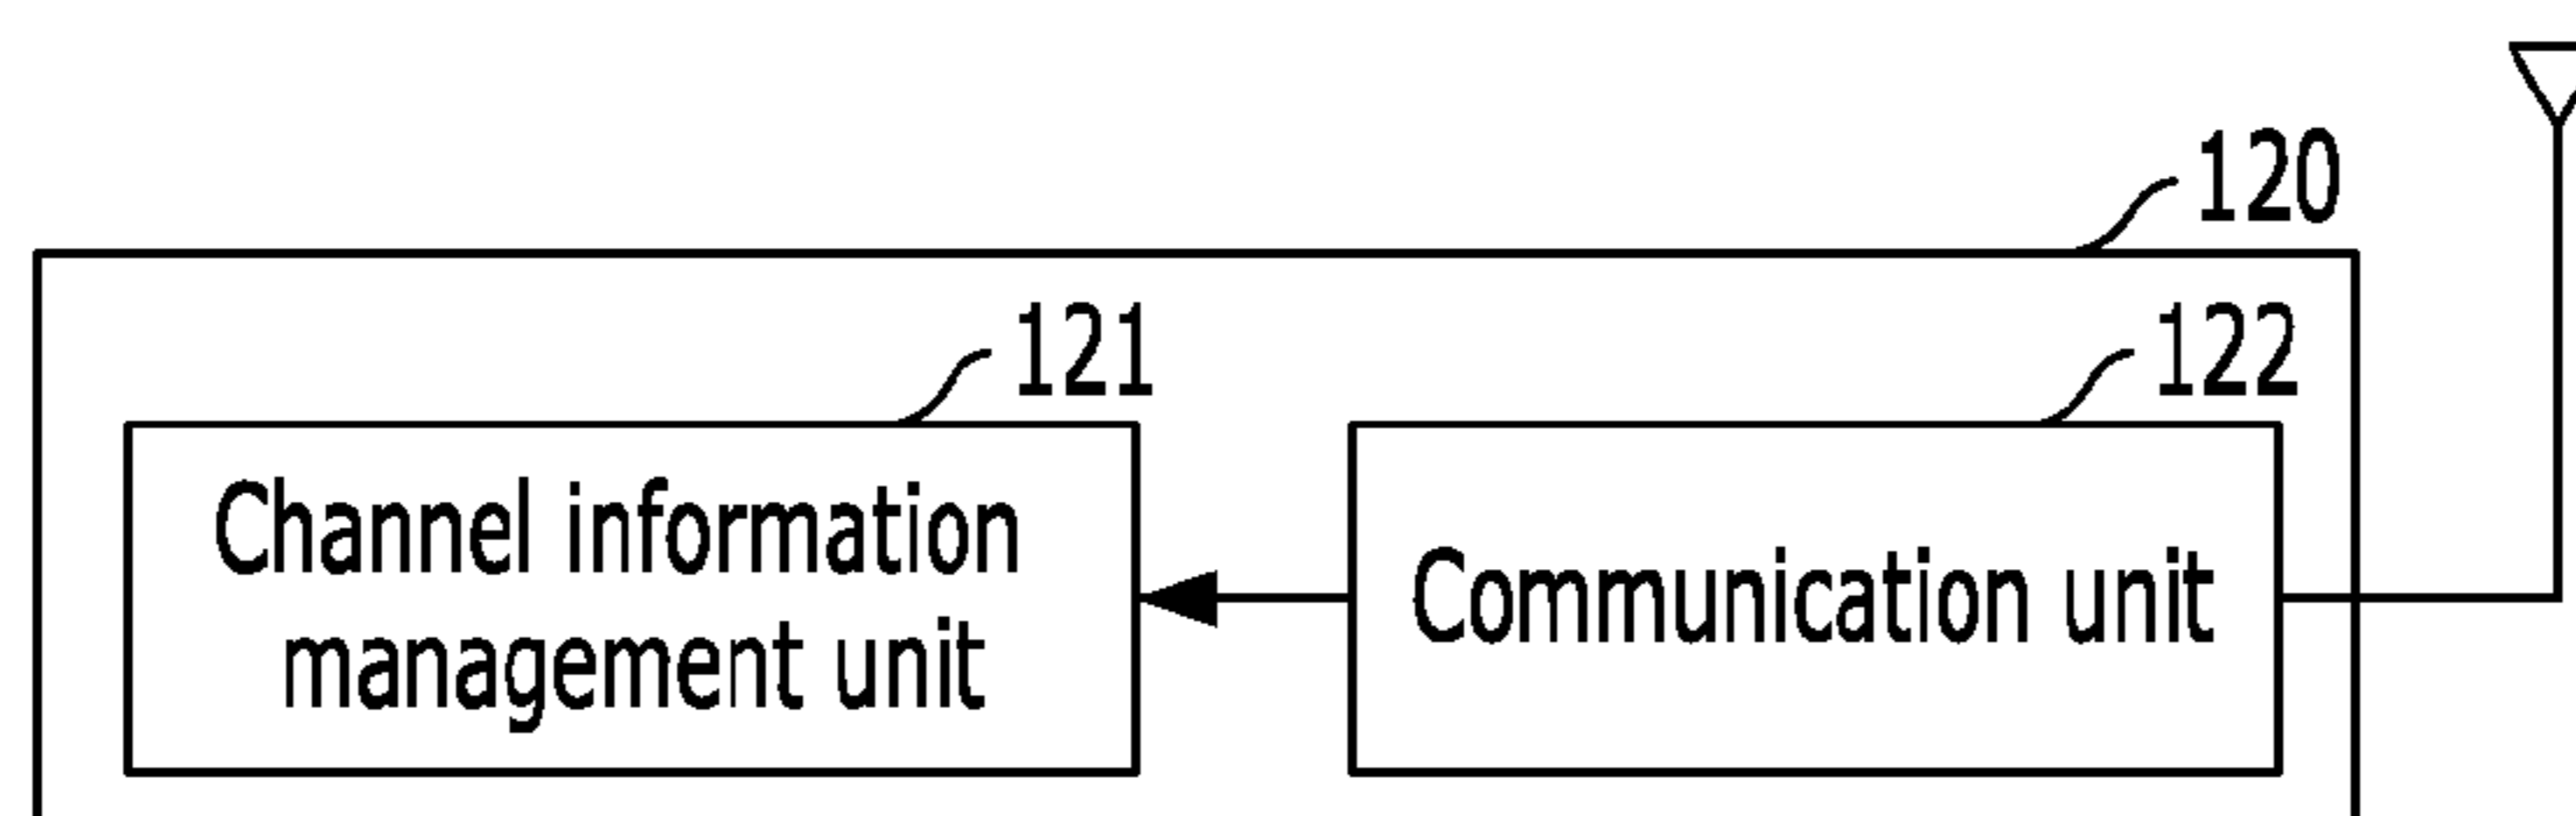 120
121
122
Channel information
management unit
Communication unit